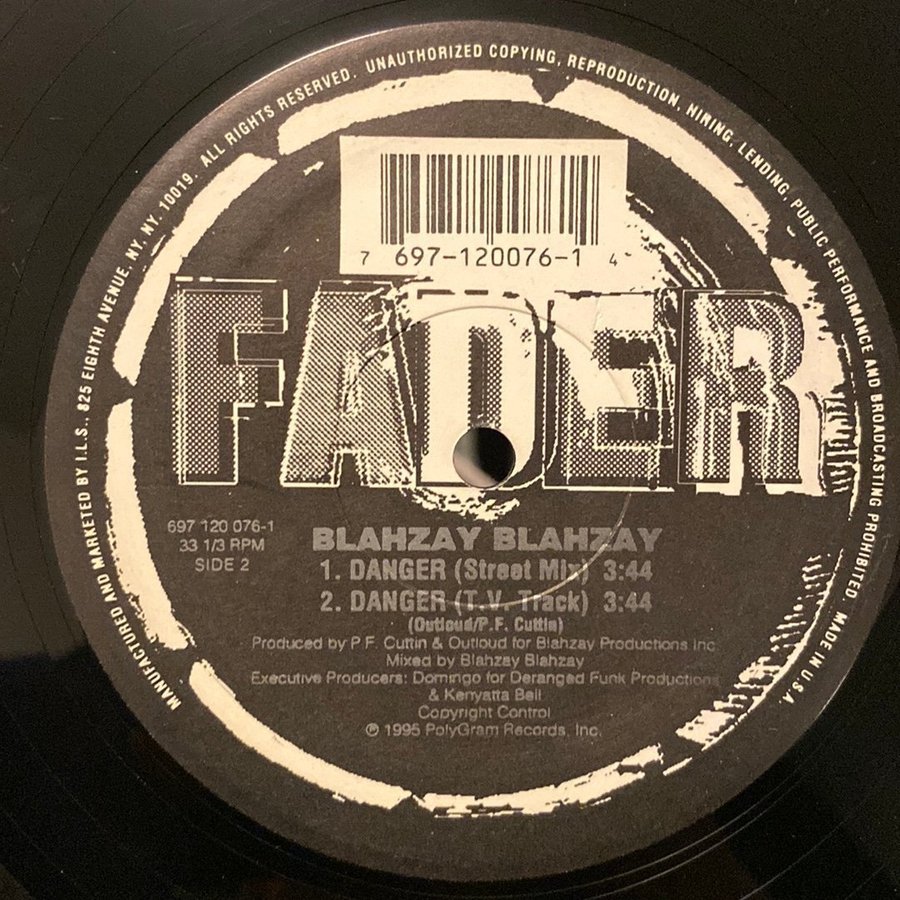 MANUFACTURED AND MARKETED BY I.L.S., 825 EIGHTH AVENUE, NY, NY. 10019. ALL RIGHTS RESERVED. UNAUTHORIZED COPYING, REPRODUCTION, HIRING, LENDING, PUBLIC PERFORMANCE AND BROADCASTING PROHIBITED. MADE IN U.S.A.
7 697-120076-1 4
FADER
697 120 076-1
33 1/3 RPM
SIDE 2
BLAHZAY BLAHZAY
1. DANGER (Street Mix) 3:44
2. DANGER (T.V. Track) 3:44
(Outloud/P.F. Cuttin)
Produced by P.F. Cuttin & Outloud for Blahzay Productions Inc.
Mixed by Blahzay Blahzay
Executive Producers: Domingo for Deranged Funk Productions
& Kenyatta Bell
Copyright Control
℗ 1995 PolyGram Records, Inc.